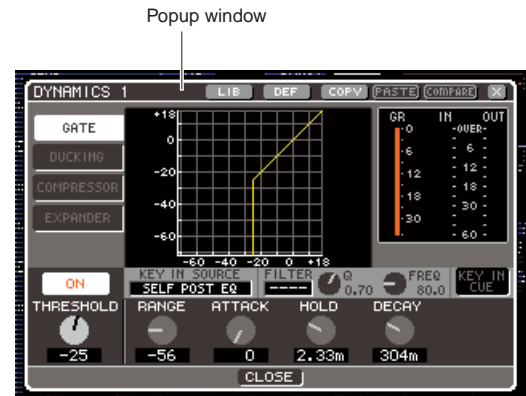 Popup window
DYNAMICS 1 LIB DEF COPY PASTE COMPARE X
GATE
DUCKING
COMPRESSOR
EXPANDER
+18
0
-20
-40
-60
-60 -40 -20 0 +18
GR IN OUT
0 -OVER-
6 6
12 12
18 18
30 30
60
ON
KEY IN SOURCE
SELF POST EQ
FILTER
----
Q
0.70
FREQ
80.0
KEY IN
CUE
THRESHOLD RANGE ATTACK HOLD DECAY
-25 -56 0 2.33m 304m
CLOSE